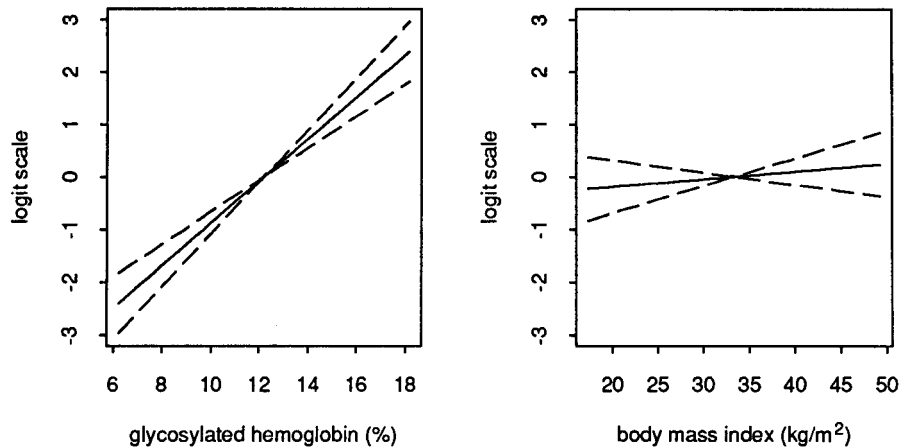 3
2
1
0
-1
-2
-3
logit scale
6 8 10 12 14 16 18
glycosylated hemoglobin (%)
3
2
1
0
-1
-2
-3
logit scale
20 25 30 35 40 45 50
body mass index (kg/m²)